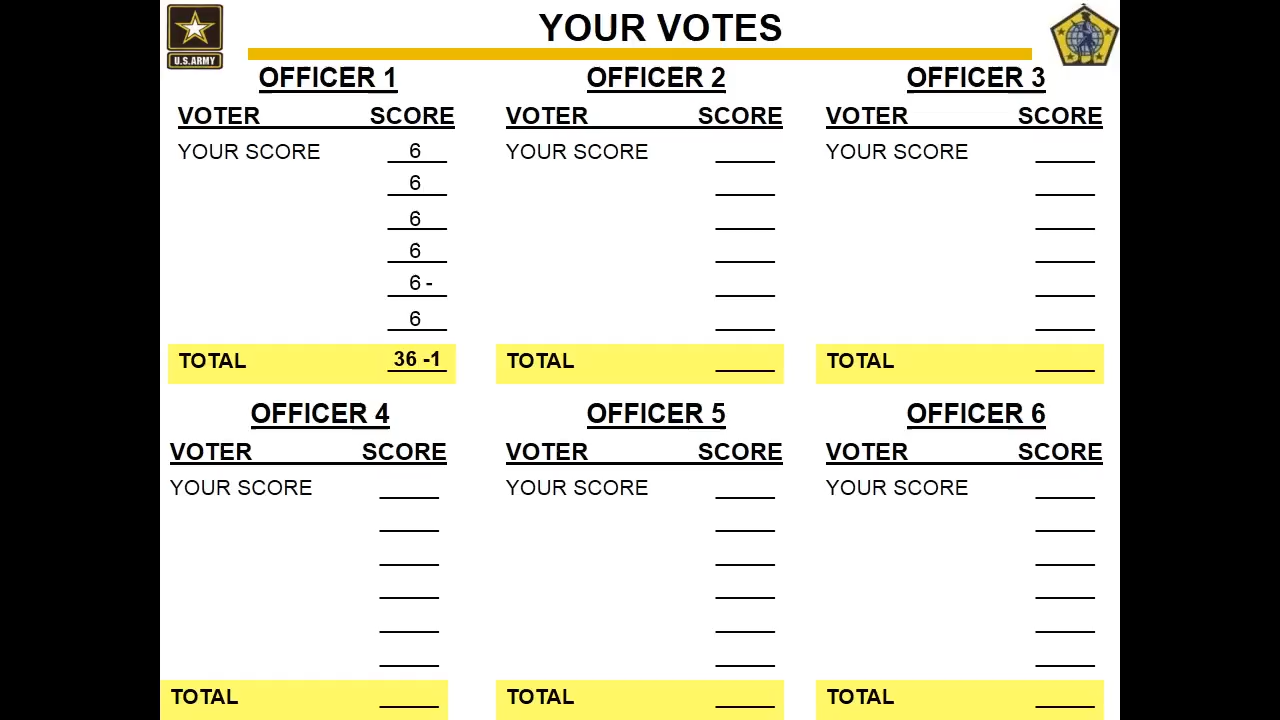 YOUR VOTES
U.S.ARMY
OFFICER 1
VOTER SCORE
YOUR SCORE 6
6
6
6
6 -
6
TOTAL 36 -1
OFFICER 2
VOTER SCORE
YOUR SCORE
TOTAL
OFFICER 3
VOTER SCORE
YOUR SCORE
TOTAL
OFFICER 4
VOTER SCORE
YOUR SCORE
TOTAL
OFFICER 5
VOTER SCORE
YOUR SCORE
TOTAL
OFFICER 6
VOTER SCORE
YOUR SCORE
TOTAL